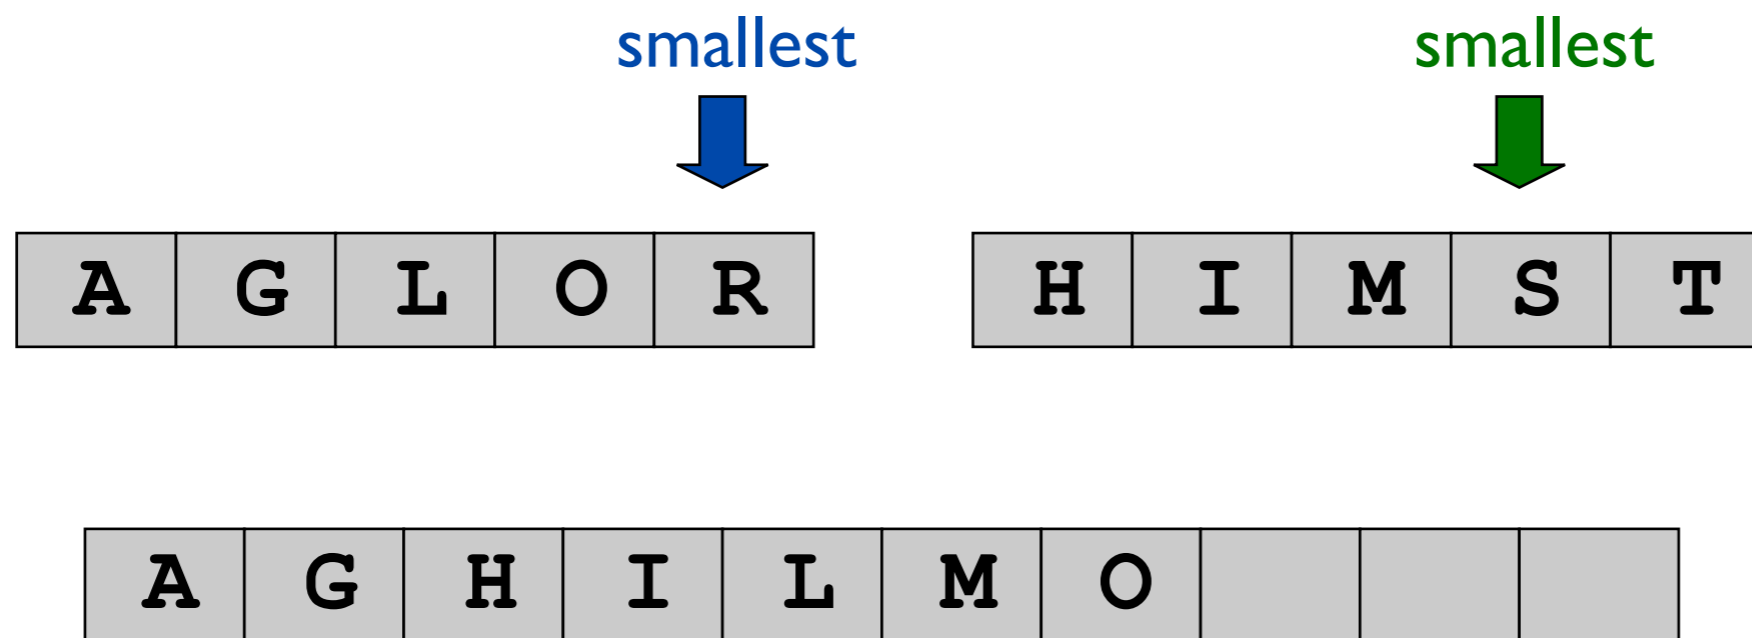 smallest smallest
A G L O R H I M S T
A G H I L M O